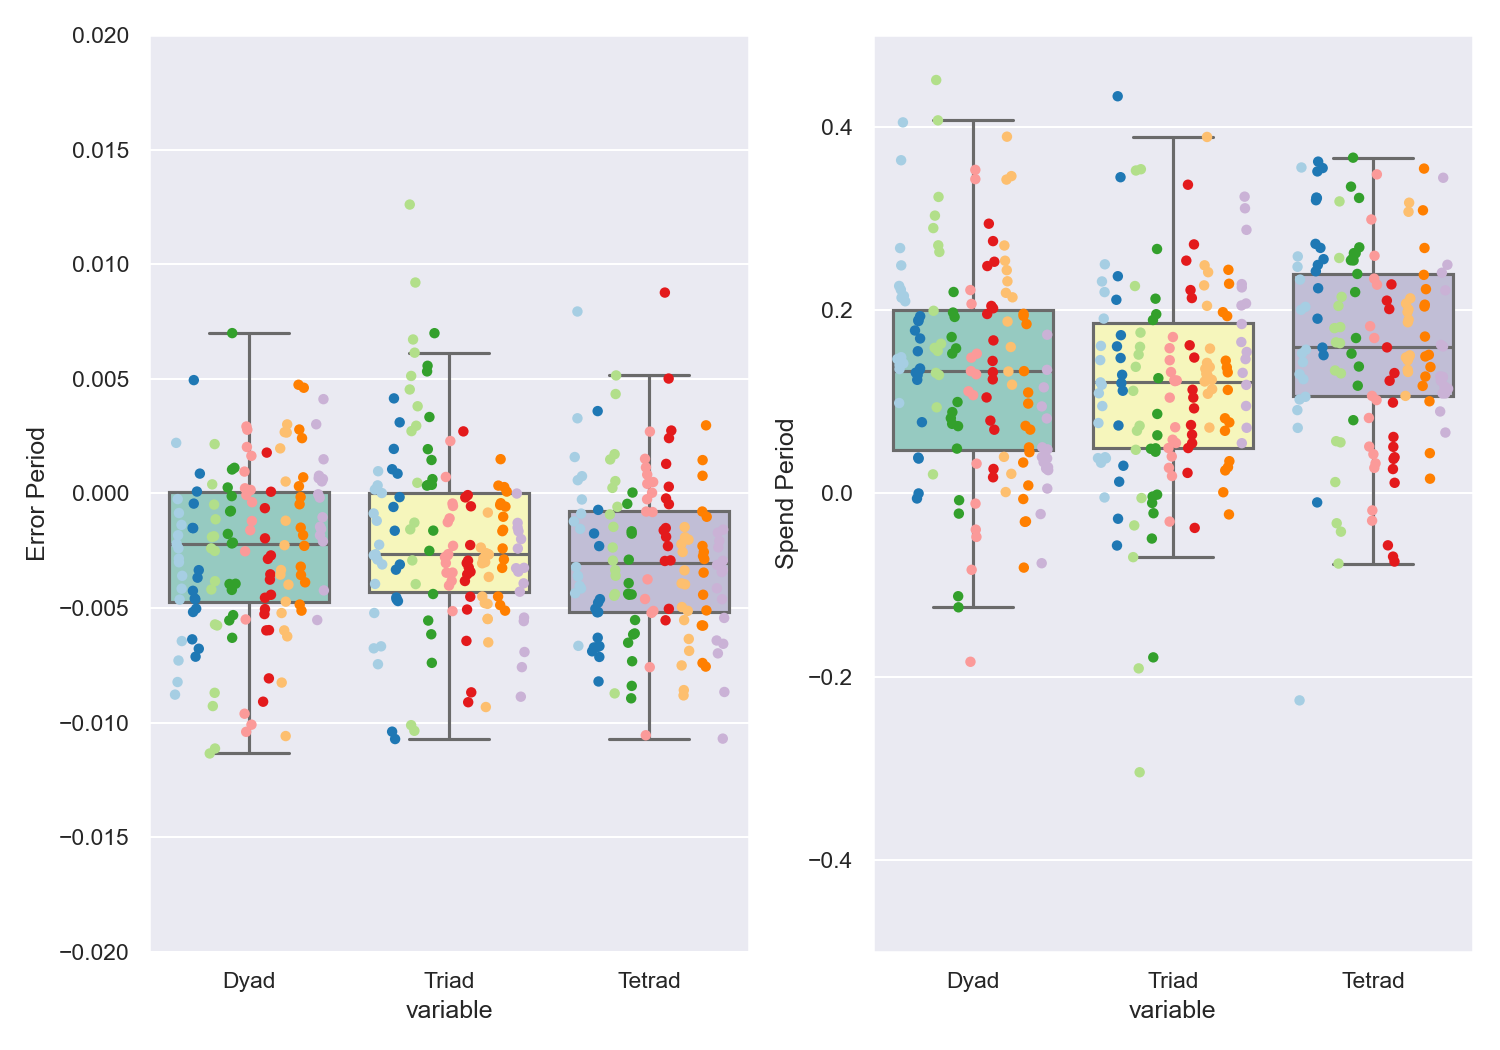 Error Period
0.020
0.015
0.010
0.005
0.000
−0.005
−0.010
−0.015
−0.020
Dyad Triad Tetrad
variable
Spend Period
0.4
0.2
0.0
−0.2
−0.4
Dyad Triad Tetrad
variable